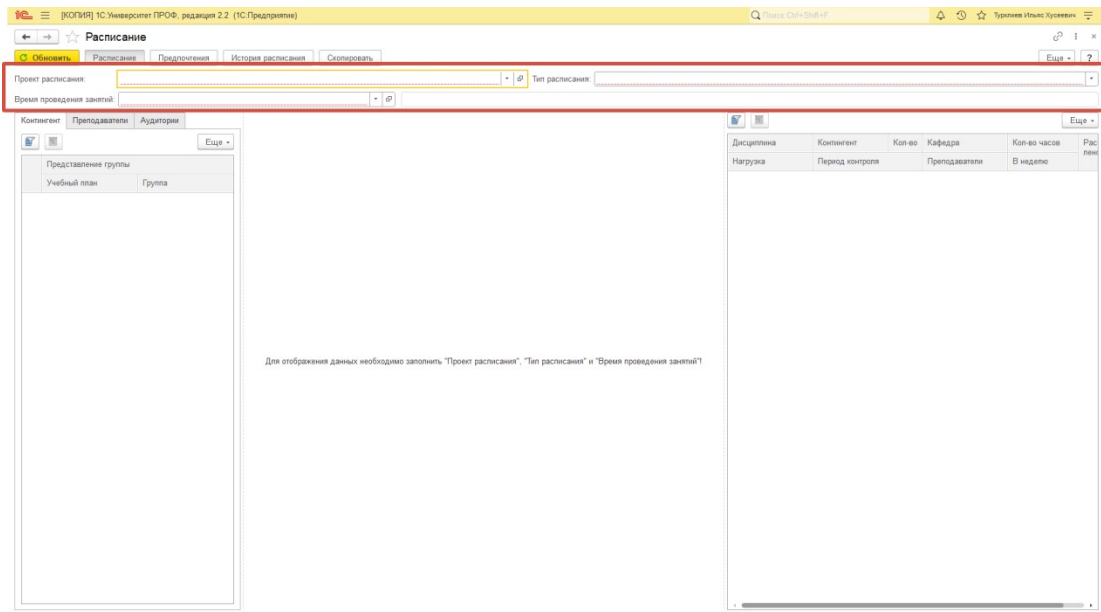 1С [КОПИЯ] 1С:Университет ПРОФ, редакция 2.2 (1С:Предприятие) Поиск Ctrl+Shift+F Турклиев Ильяс Хусеевич
Расписание
Обновить Расписание Предпочтения История расписания Скопировать Еще ?
Проект расписания: Тип расписания:
Время проведения занятий:
Контингент Преподаватели Аудитории Еще
Еще
Дисциплина Контингент Кол-во Кафедра Кол-во часов Рас
Представление группы
Нагрузка Период контроля Преподаватели В неделю
Учебный план Группа
Для отображения данных необходимо заполнить "Проект расписания", "Тип расписания" и "Время проведения занятий"!